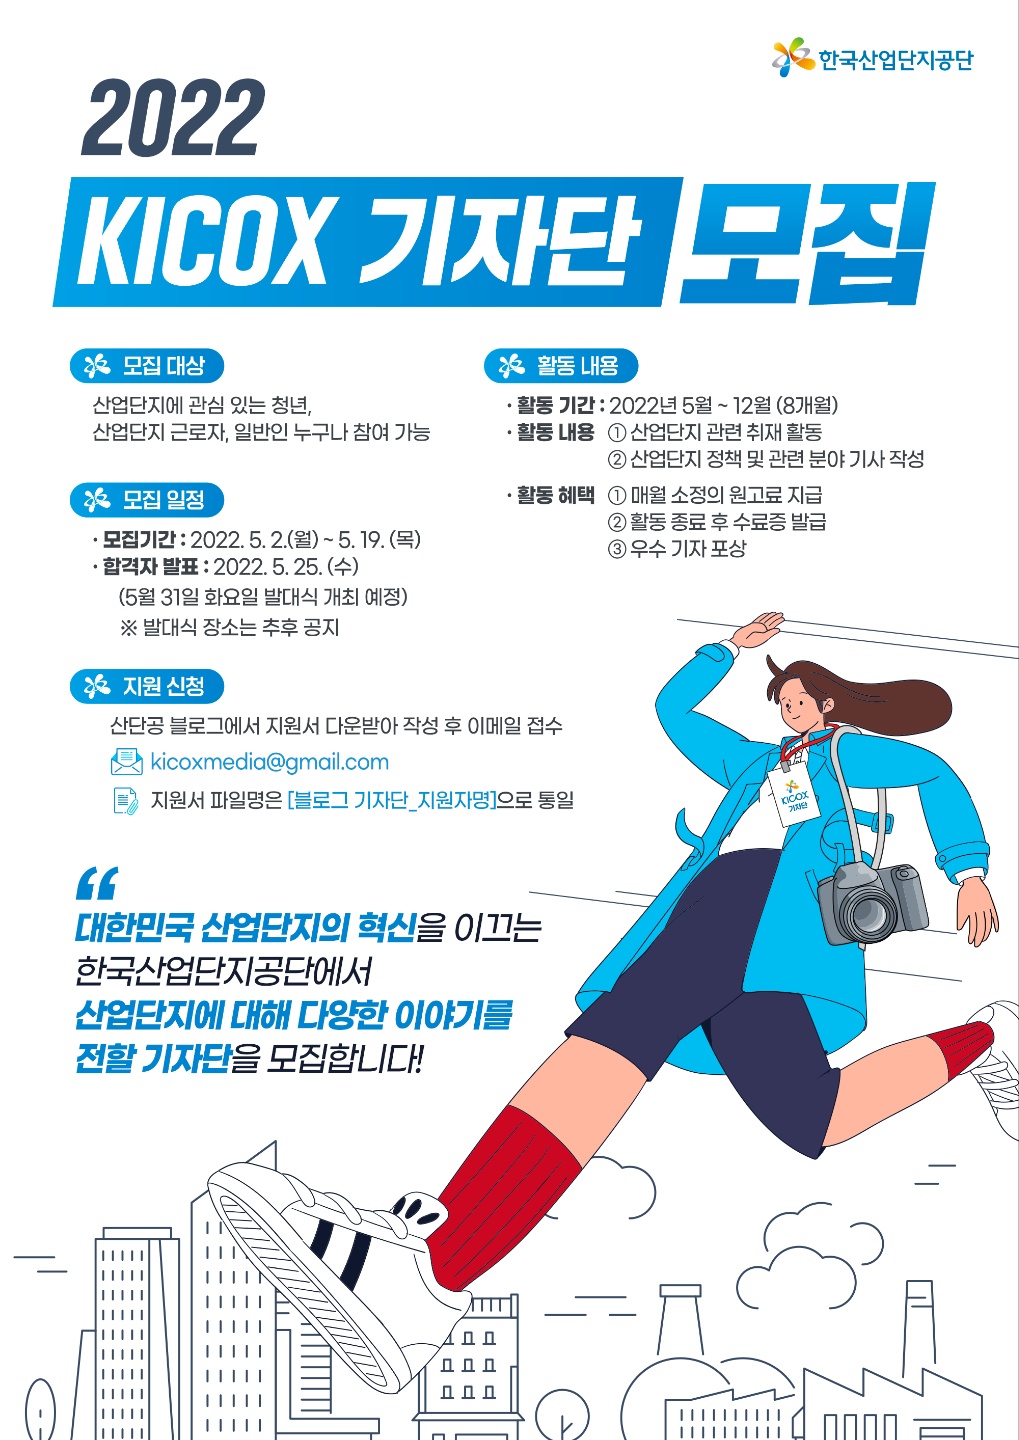 한국산업단지공단
2022
KICOX 기자단 모집
모집 대상
산업단지에 관심 있는 청년,
산업단지 근로자, 일반인 누구나 참여 가능
모집 일정
· 모집기간 : 2022. 5. 2.(월) ~ 5. 19. (목)
· 합격자 발표 : 2022. 5. 25. (수)
(5월 31일 화요일 발대식 개최 예정)
※ 발대식 장소는 추후 공지
지원 신청
산단공 블로그에서 지원서 다운받아 작성 후 이메일 접수
kicoxmedia@gmail.com
지원서 파일명은 [블로그 기자단_지원자명]으로 통일
활동 내용
· 활동 기간 : 2022년 5월 ~ 12월 (8개월)
· 활동 내용 ① 산업단지 관련 취재 활동
② 산업단지 정책 및 관련 분야 기사 작성
· 활동 혜택 ① 매월 소정의 원고료 지급
② 활동 종료 후 수료증 발급
③ 우수 기자 포상
KICOX
기자단
“
대한민국 산업단지의 혁신을 이끄는
한국산업단지공단에서
산업단지에 대해 다양한 이야기를
전할 기자단을 모집합니다!